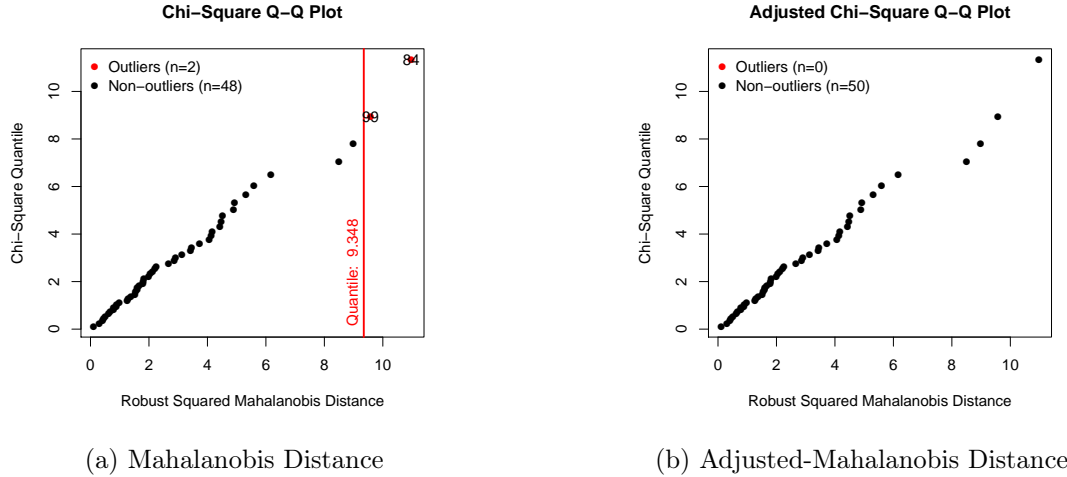 Chi−Square Q−Q Plot
Outliers (n=2)
Non−outliers (n=48)
84
99
Quantile: 9.348
Chi−Square Quantile
0
2
4
6
8
10
0 2 4 6 8 10
Robust Squared Mahalanobis Distance
(a) Mahalanobis Distance
Adjusted Chi−Square Q−Q Plot
Outliers (n=0)
Non−outliers (n=50)
Chi−Square Quantile
0
2
4
6
8
10
0 2 4 6 8 10
Robust Squared Mahalanobis Distance
(b) Adjusted-Mahalanobis Distance